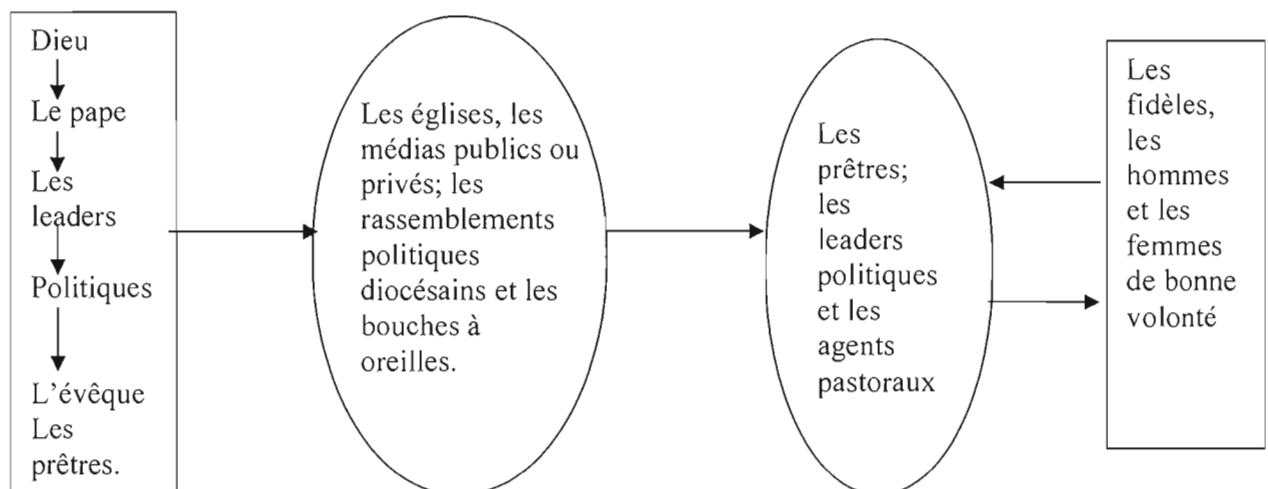 Dieu
Le pape
Les
leaders
Politiques
L'évêque
Les
prêtres.
Les églises, les
médias publics ou
privés; les
rassemblements
politiques
diocésains et les
bouches à
oreilles.
Les
prêtres;
les
leaders
politiques
et les
agents
pastoraux
Les
fidèles,
les
hommes
et les
femmes
de bonne
volonté